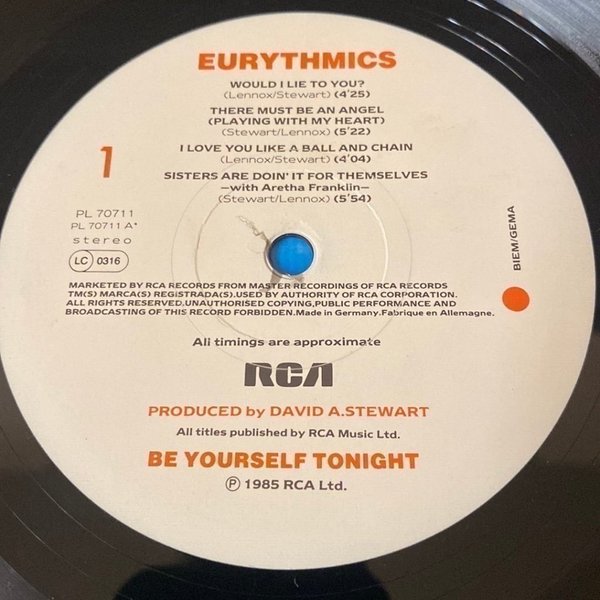 EURYTHMICS
WOULD I LIE TO YOU?
(Lennox/Stewart) (4'25)
THERE MUST BE AN ANGEL
(PLAYING WITH MY HEART)
(Stewart/Lennox) (5'22)
I LOVE YOU LIKE A BALL AND CHAIN
(Lennox/Stewart) (4'04)
SISTERS ARE DOIN' IT FOR THEMSELVES
—with Aretha Franklin—
(Stewart/Lennox) (5'54)
1
PL 70711
PL 70711 A*
stereo
LC 0316
BIEM/GEMA
MARKETED BY RCA RECORDS FROM MASTER RECORDINGS OF RCA RECORDS
TM(S) MARCA(S) REGISTRADA(S).USED BY AUTHORITY OF RCA CORPORATION.
ALL RIGHTS RESERVED.UNAUTHORISED COPYING,PUBLIC PERFORMANCE AND
BROADCASTING OF THIS RECORD FORBIDDEN.Made in Germany.Fabrique en Allemagne.
All timings are approximate
RCA
PRODUCED by DAVID A.STEWART
All titles published by RCA Music Ltd.
BE YOURSELF TONIGHT
℗ 1985 RCA Ltd.